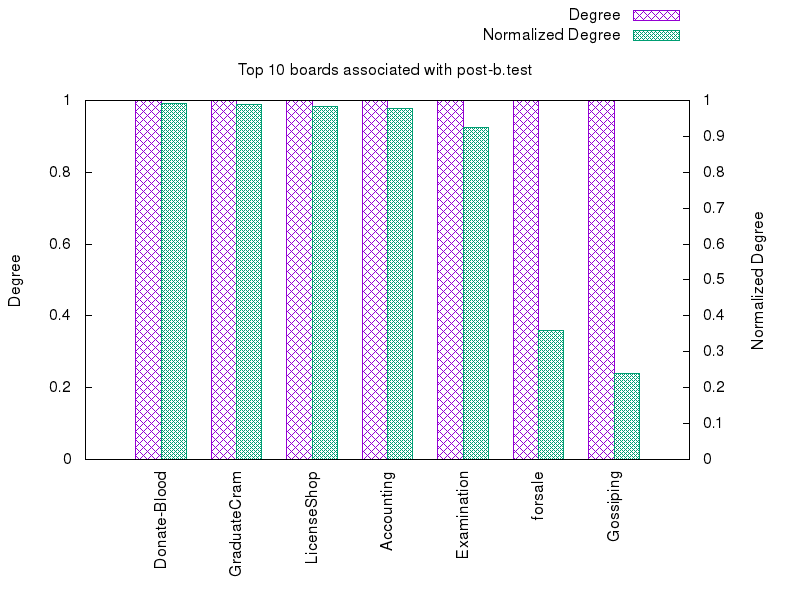 Degree
Normalized Degree
Top 10 boards associated with post-b.test
1
0.8
0.6
0.4
0.2
0
Degree
1
0.9
0.8
0.7
0.6
0.5
0.4
0.3
0.2
0.1
0
Normalized Degree
Donate-Blood
GraduateCram
LicenseShop
Accounting
Examination
forsale
Gossiping